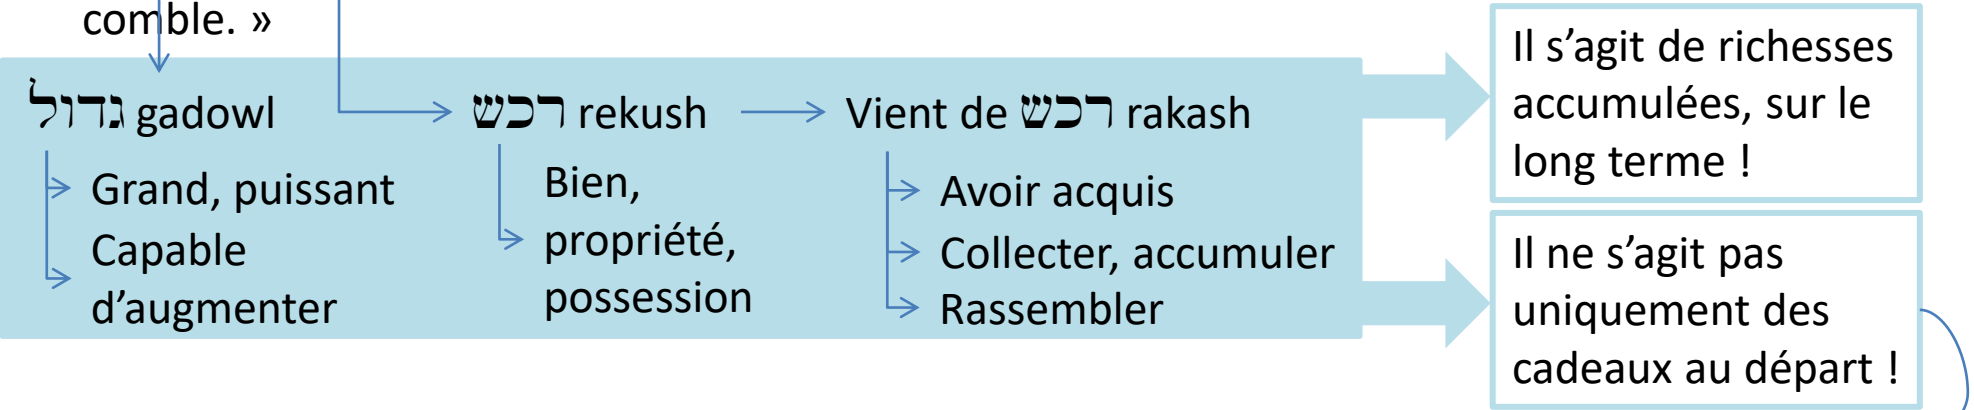 comble. »
גדול gadowl
Grand, puissant
Capable
d’augmenter
רכש rekush
Bien,
propriété,
possession
Vient de רכש rakash
Avoir acquis
Collecter, accumuler
Rassembler
Il s’agit de richesses
accumulées, sur le
long terme !
Il ne s’agit pas
uniquement des
cadeaux au départ !